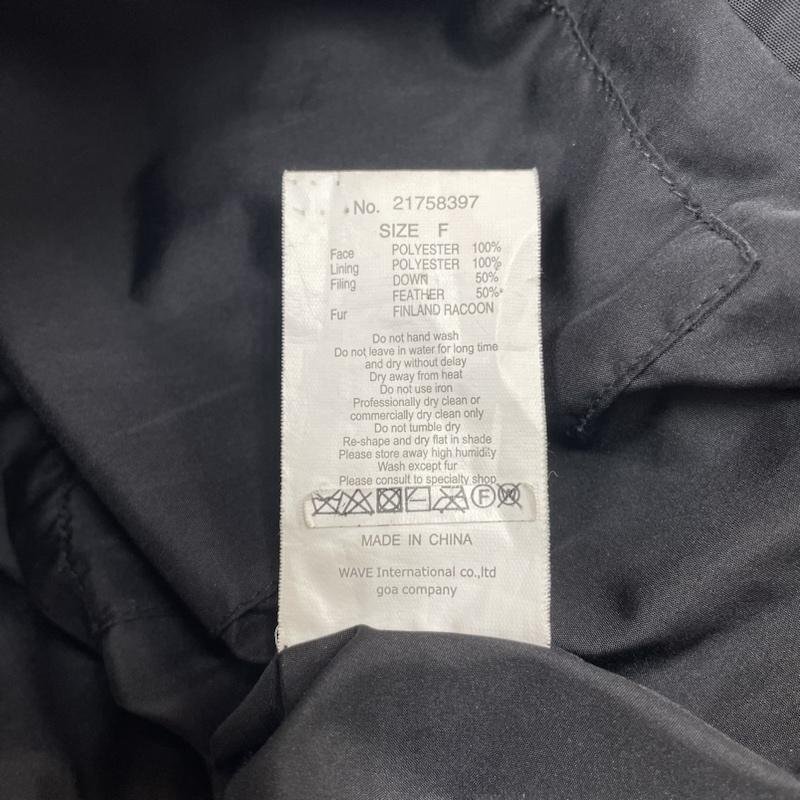 No. 21758397
SIZE F
Face POLYESTER 100%
Lining POLYESTER 100%
Filing DOWN 50%
FEATHER 50%
Fur FINLAND RACOON
Do not hand wash
Do not leave in water for long time
and dry without delay
Dry away from heat
Do not use iron
Professionally dry clean or
commercially dry clean only
Do not tumble dry
Re-shape and dry flat in shade
Please store away high humidity
Wash except fur
Please consult to specialty shop
F W
MADE IN CHINA
WAVE International co.,ltd
goa company